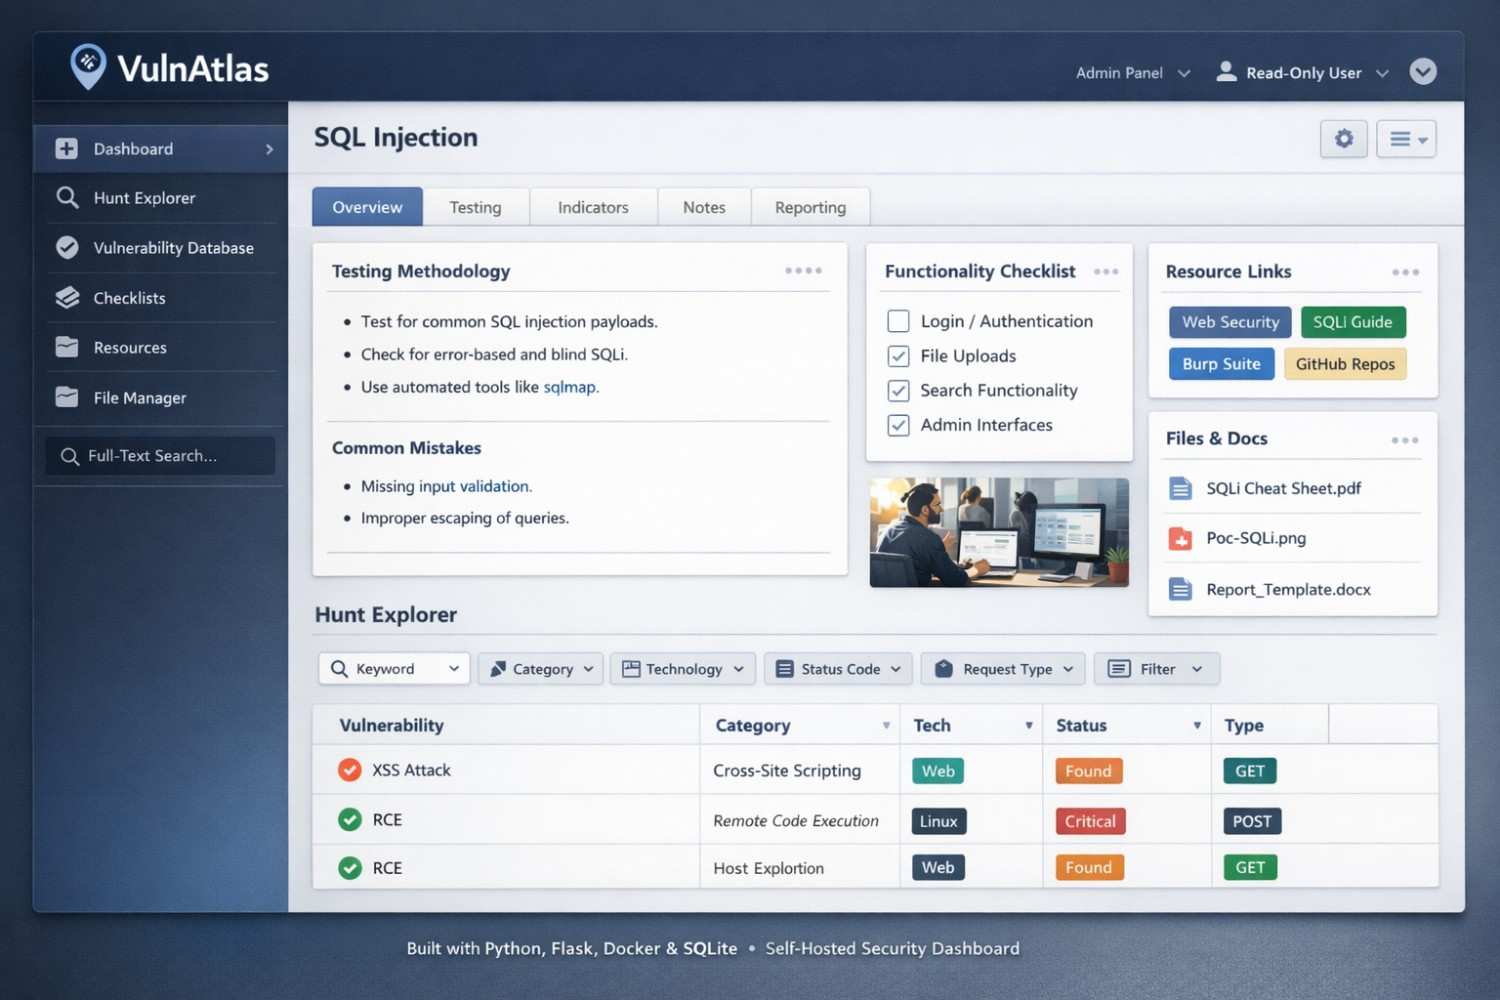 VulnAtlas
Admin Panel
Read-Only User
Dashboard
Hunt Explorer
Vulnerability Database
Checklists
Resources
File Manager
Full-Text Search...
SQL Injection
Overview
Testing
Indicators
Notes
Reporting
Testing Methodology
• Test for common SQL injection payloads.
• Check for error-based and blind SQLi.
• Use automated tools like sqlmap.
Common Mistakes
• Missing input validation.
• Improper escaping of queries.
Functionality Checklist
Login / Authentication
File Uploads
Search Functionality
Admin Interfaces
Resource Links
Web Security
SQLi Guide
Burp Suite
GitHub Repos
Files & Docs
SQLi Cheat Sheet.pdf
Poc-SQLi.png
Report_Template.docx
Hunt Explorer
Keyword
Category
Technology
Status Code
Request Type
Filter
Vulnerability Category Tech Status Type
XSS Attack Cross-Site Scripting Web Found GET
RCE Remote Code Execution Linux Critical POST
RCE Host Explortion Web Found GET
Built with Python, Flask, Docker & SQLite • Self-Hosted Security Dashboard